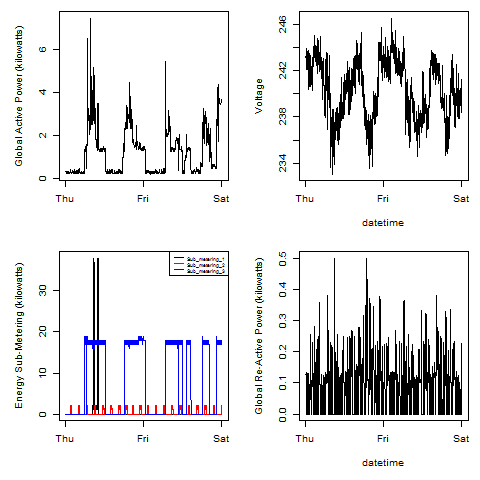 Global Active Power (kilowatts)
6
4
2
0
Thu
Fri
Sat
Voltage
246
242
238
234
Thu
Fri
Sat
datetime
Energy Sub-Metering (kilowatts)
30
20
10
0
Sub_metering_1
Sub_metering_2
Sub_metering_3
Thu
Fri
Sat
Global Re-Active Power (kilowatts)
0.5
0.4
0.3
0.2
0.1
0.0
Thu
Fri
Sat
datetime